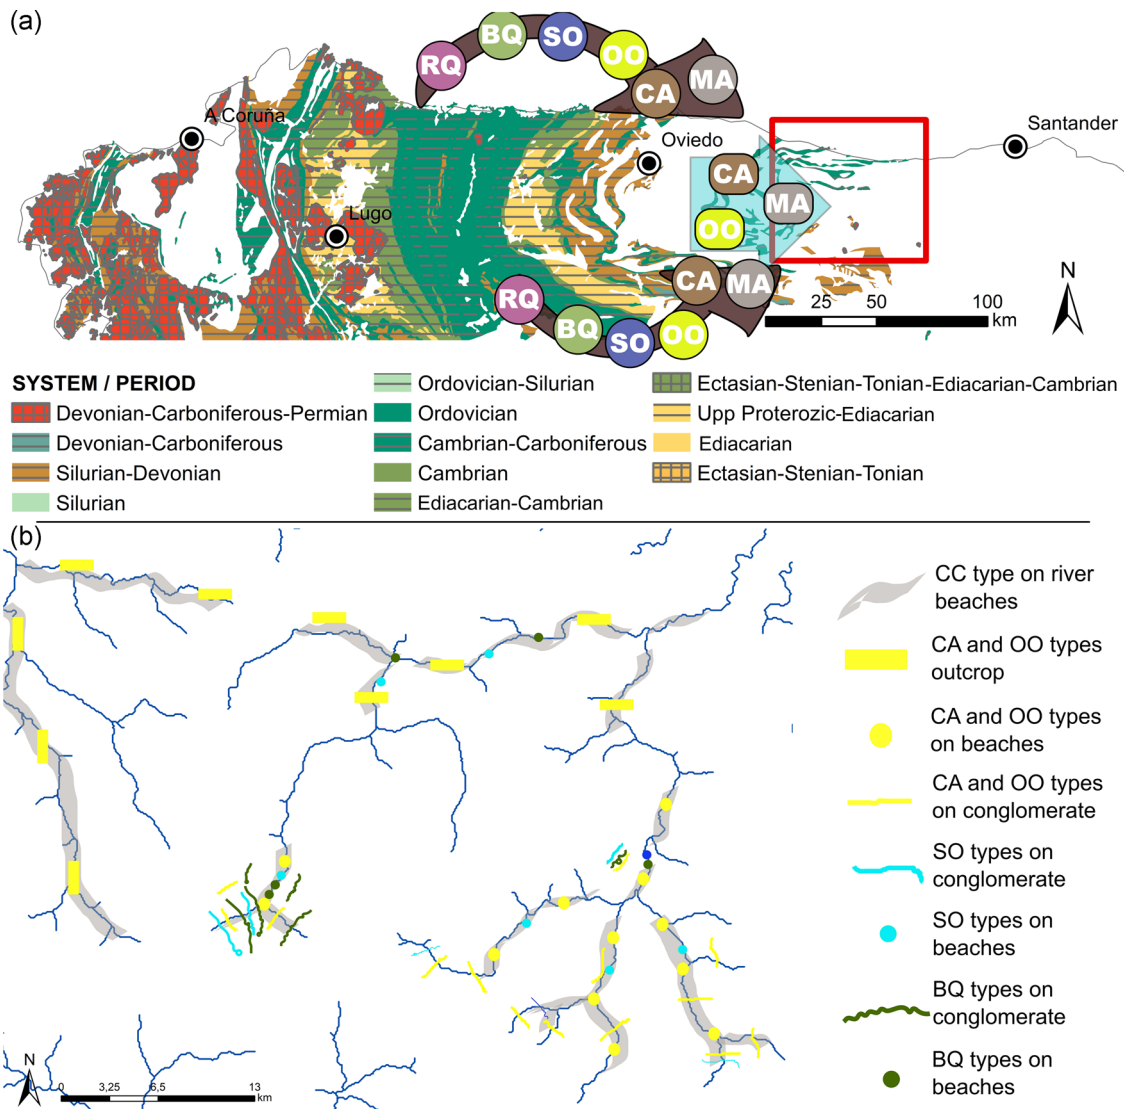 (a)
RQ
BQ
SO
OO
CA
MA
A Coruña
Oviedo
Santander
Lugo
CA
OO
MA
RQ
BQ
SO
OO
CA
MA
25 50 100
km
N
SYSTEM / PERIOD
Devonian-Carboniferous-Permian
Devonian-Carboniferous
Silurian-Devonian
Silurian
Ordovician-Silurian
Ordovician
Cambrian-Carboniferous
Cambrian
Ediacarian-Cambrian
Ectasian-Stenian-Tonian-Ediacarian-Cambrian
Upp Proterozic-Ediacarian
Ediacarian
Ectasian-Stenian-Tonian
(b)
CC type on river
beaches
CA and OO types
outcrop
CA and OO types
on beaches
CA and OO types
on conglomerate
SO types on
conglomerate
SO types on
beaches
BQ types on
conglomerate
BQ types on
beaches
N
0 3,25 6,5 13
km